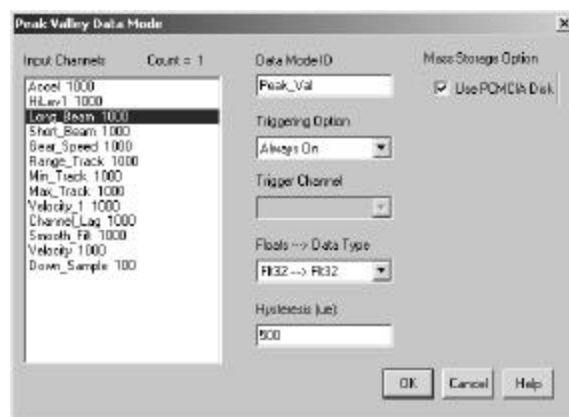 Peak Valley Data Mode
Input Channels Count = 1
Accel 1000
HiLev1 1000
Long_Beam 1000
Short_Beam 1000
Gear_Speed 1000
Range_Track 1000
Min_Track 1000
Max_Track 1000
Velocity_1 1000
Channel_Lag 1000
Smooth_Filt 1000
Velocity 1000
Down_Sample 100
Data Mode ID
Peak_Val
Triggering Option
Always On
Trigger Channel
Floats --> Data Type
Flt32 --> Flt32
Hysteresis (ue)
500
Mass Storage Option
Use PCMCIA Disk
OK Cancel Help